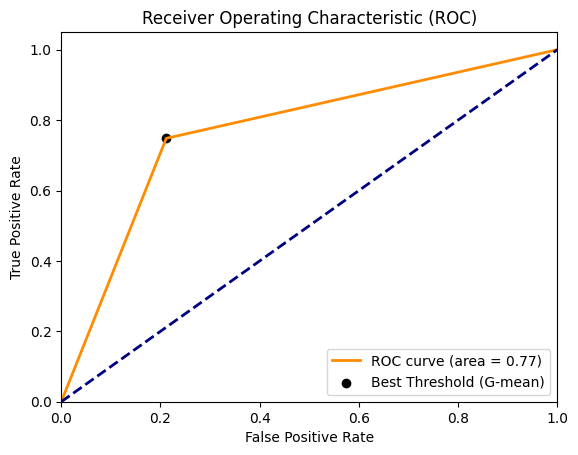 Receiver Operating Characteristic (ROC)
True Positive Rate
1.0
0.8
0.6
0.4
0.2
0.0
ROC curve (area = 0.77)
Best Threshold (G-mean)
0.0 0.2 0.4 0.6 0.8 1.0
False Positive Rate